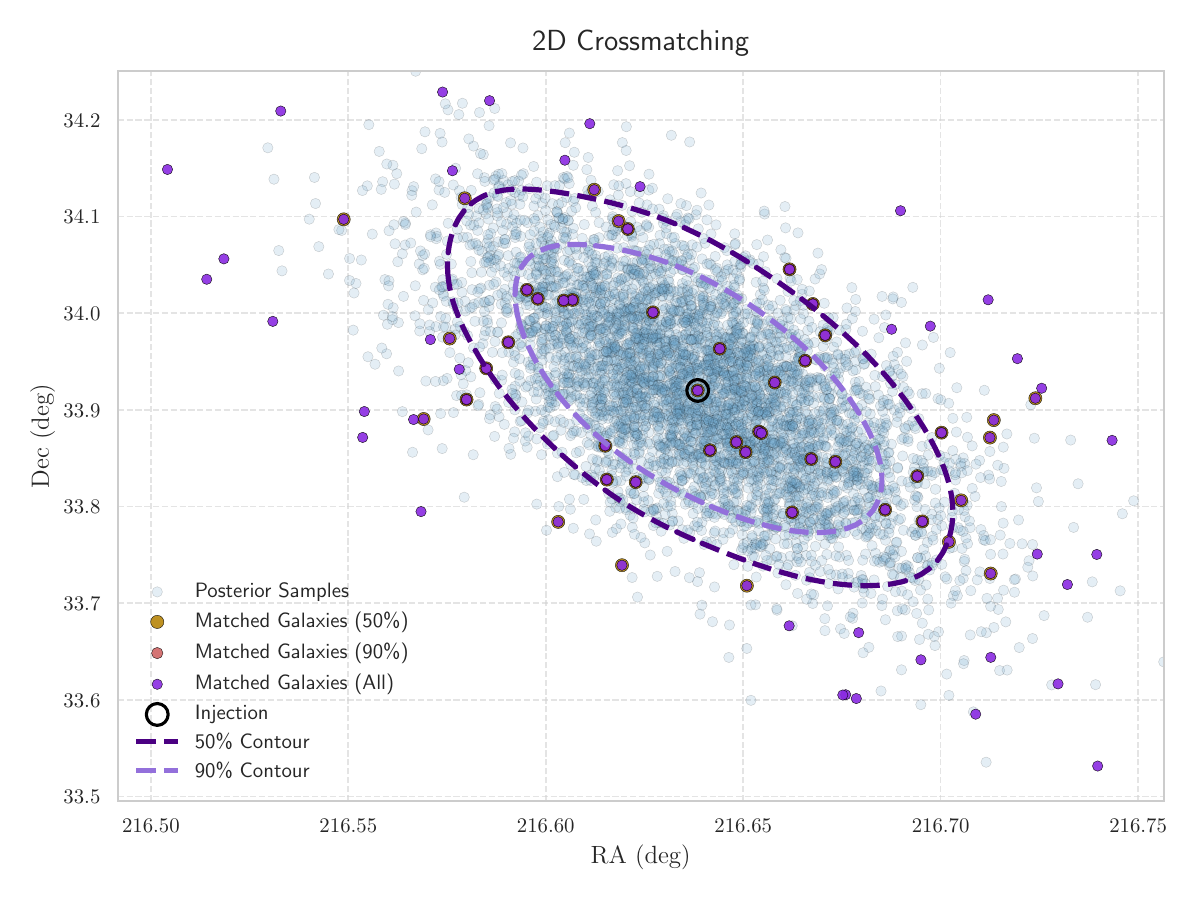 2D Crossmatching
34.2
34.1
34.0
33.9
33.8
33.7
33.6
33.5
Dec (deg)
Posterior Samples
Matched Galaxies (50%)
Matched Galaxies (90%)
Matched Galaxies (All)
Injection
50% Contour
90% Contour
216.50 216.55 216.60 216.65 216.70 216.75
RA (deg)